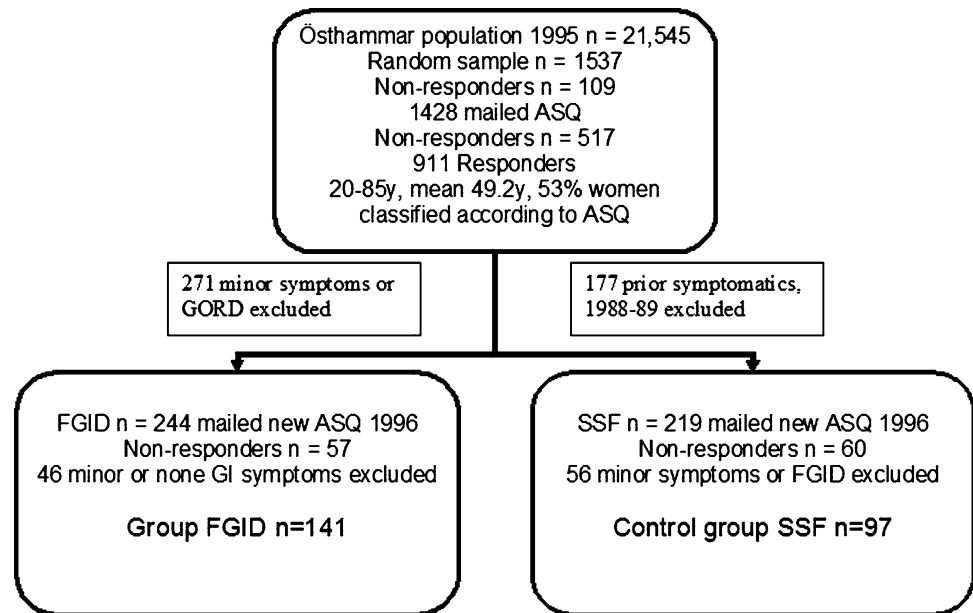 Östhammar population 1995 n = 21,545
Random sample n = 1537
Non-responders n = 109
1428 mailed ASQ
Non-responders n = 517
911 Responders
20-85y, mean 49.2y, 53% women
classified according to ASQ
271 minor symptoms or
GORD excluded
177 prior symptomatics,
1988-89 excluded
FGID n = 244 mailed new ASQ 1996
Non-responders n = 57
46 minor or none GI symptoms excluded
Group FGID n=141
SSF n = 219 mailed new ASQ 1996
Non-responders n = 60
56 minor symptoms or FGID excluded
Control group SSF n=97